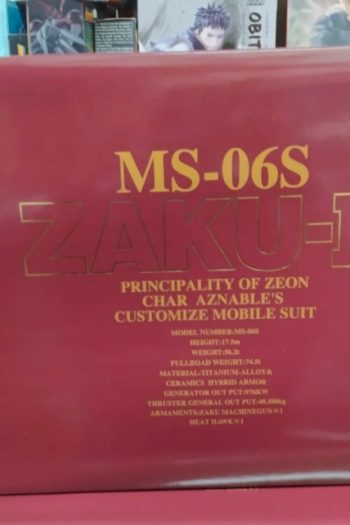 OBIT
MS-06S
ZAKU-I
PRINCIPALITY OF ZEON
CHAR AZNABLE'S
CUSTOMIZE MOBILE SUIT
MODEL NUMBER:MS-06S
HEIGHT:17.5m
WEIGHT:56.2t
FULLROAD WEIGHT:74.5t
MATERIAL:TITANIUM-ALLOY&
CERAMICS HYBRID ARMOR
GENERATOR OUT PUT:976KW
THRUSTER GENERAL OUT PUT:48,500kg
ARMAMENTS:ZAKU MACHINEGUN×1
HEAT HAWK×1